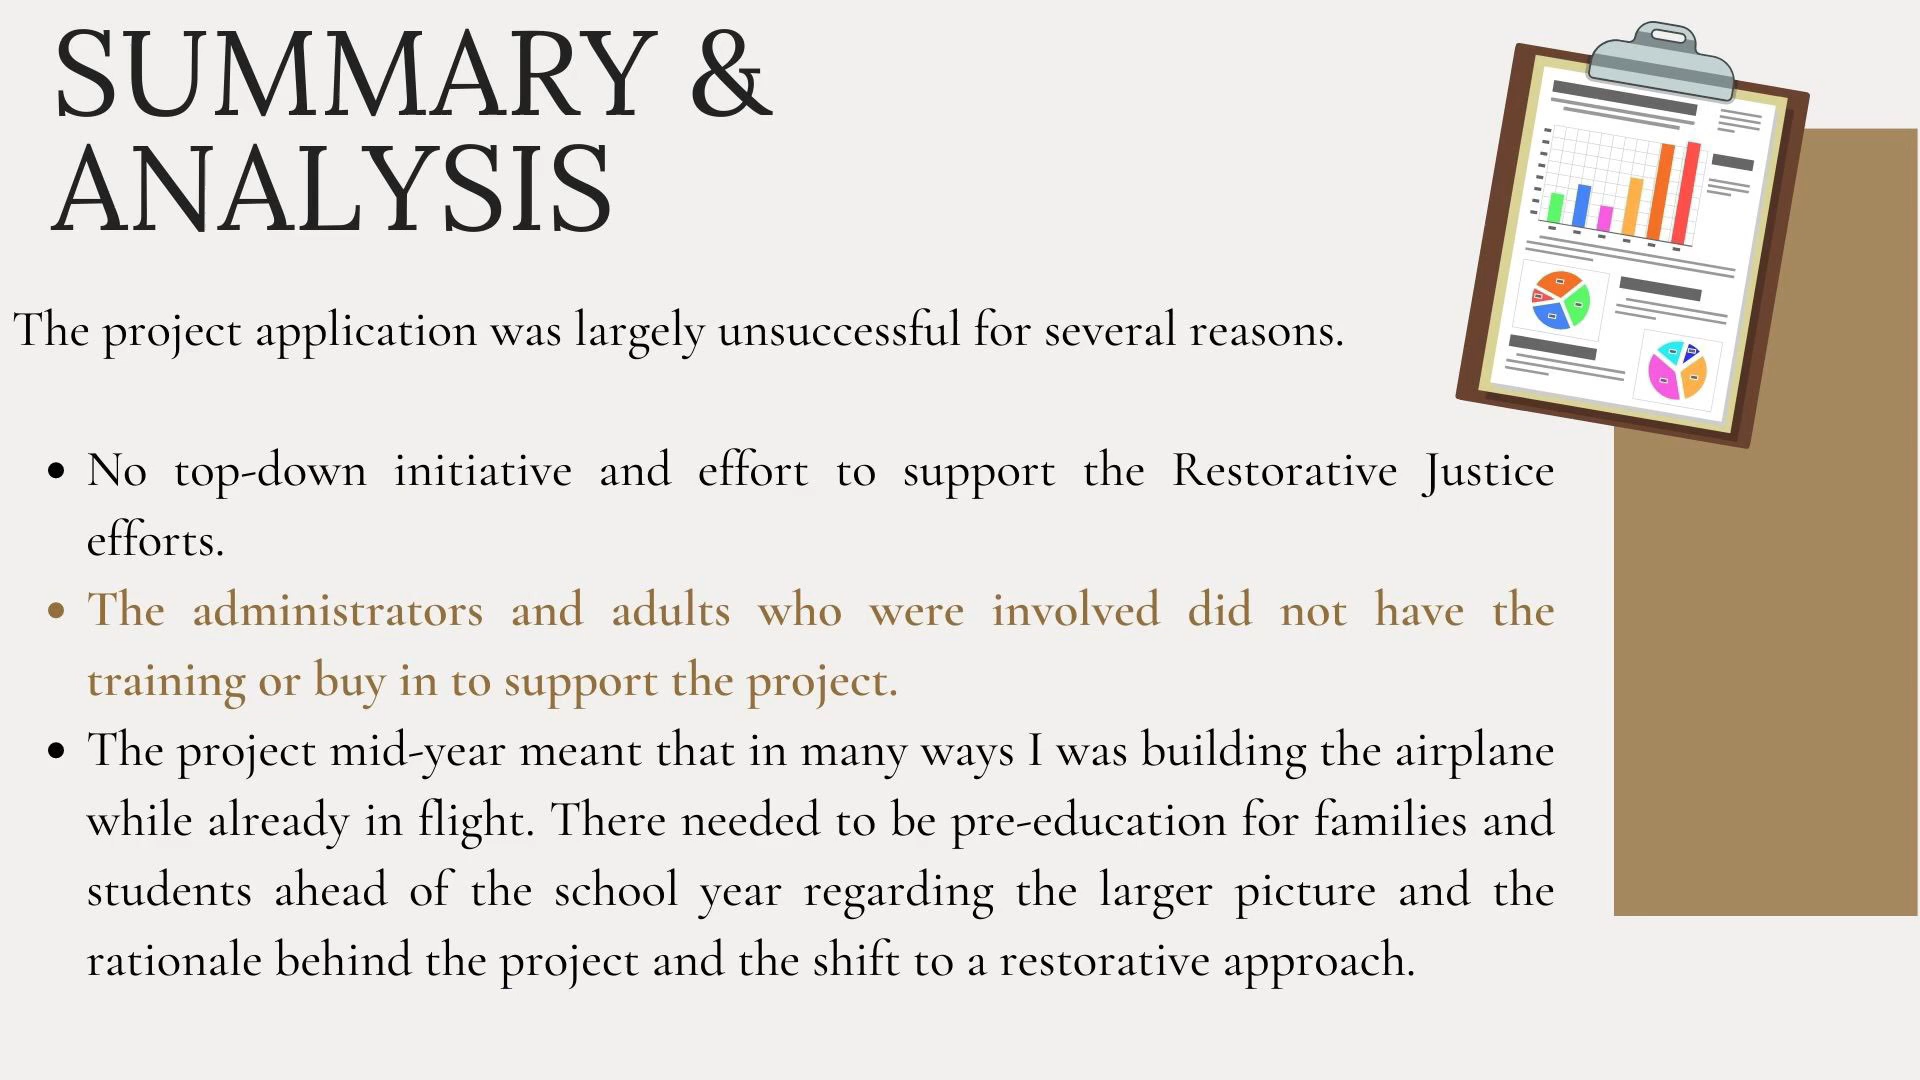 SUMMARY &
ANALYSIS
The project application was largely unsuccessful for several reasons.
• No top-down initiative and effort to support the Restorative Justice
efforts.
• The administrators and adults who were involved did not have the
training or buy in to support the project.
• The project mid-year meant that in many ways I was building the airplane
while already in flight. There needed to be pre-education for families and
students ahead of the school year regarding the larger picture and the
rationale behind the project and the shift to a restorative approach.